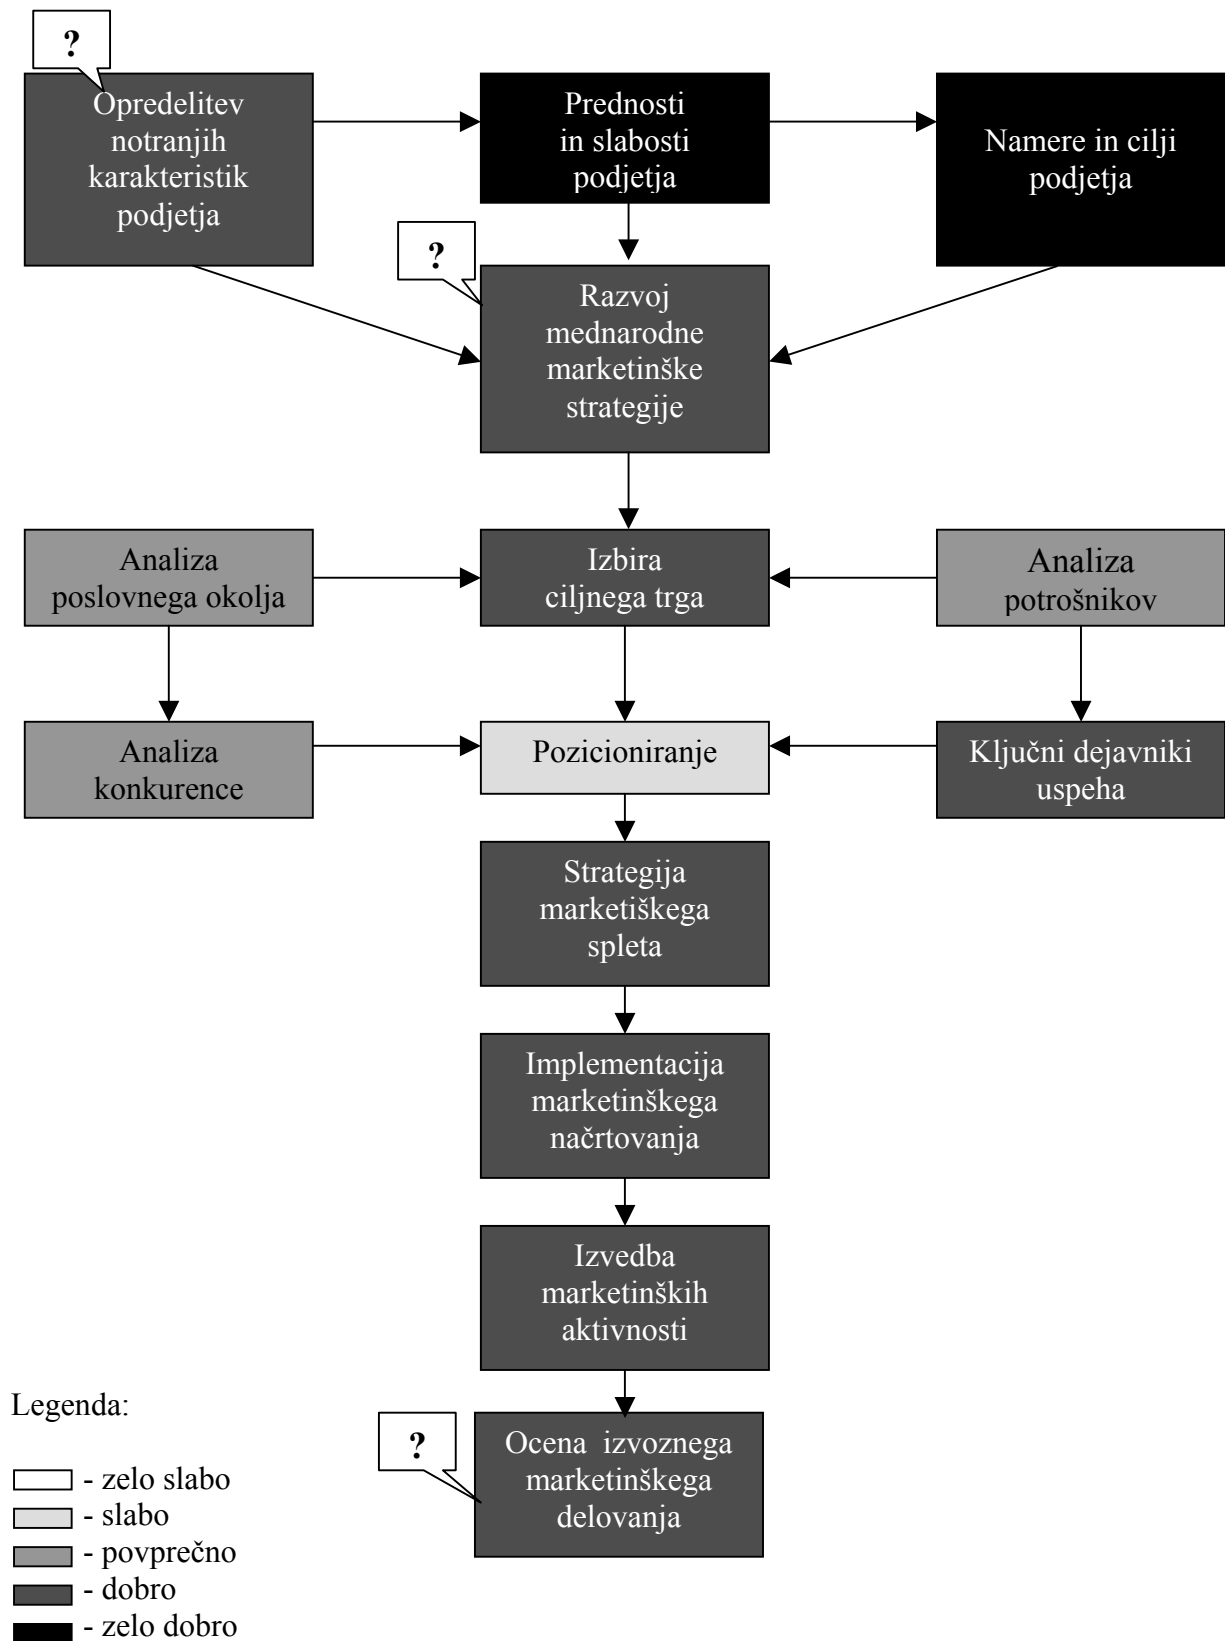 ?
Opredelitev
notranjih
karakteristik
podjetja
Prednosti
in slabosti
podjetja
Namere in cilji
podjetja
?
Razvoj
mednarodne
marketinške
strategije
Analiza
poslovnega okolja
Izbira
ciljnega trga
Analiza
potrošnikov
Analiza
konkurence
Pozicioniranje
Ključni dejavniki
uspeha
Strategija
marketiškega
spleta
Implementacija
marketinškega
načrtovanja
Izvedba
marketinških
aktivnosti
?
Ocena izvoznega
marketinškega
delovanja
Legenda:
- zelo slabo
- slabo
- povprečno
- dobro
- zelo dobro